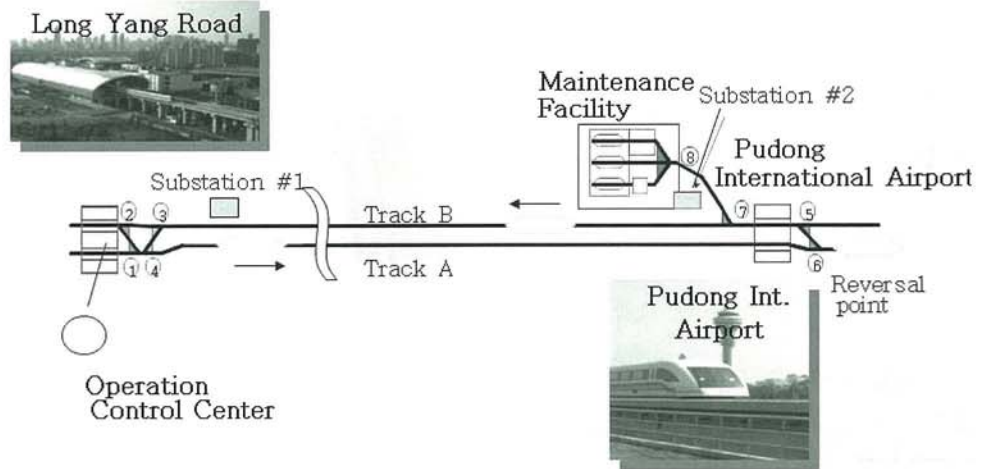 Long Yang Road
Maintenance
Facility
Substation #2
Pudong
International Airport
Substation #1
Track B
Track A
② ③ ① ④ ⑧ ⑦ ⑤ ⑥
Reversal
point
Pudong Int.
Airport
Operation
Control Center